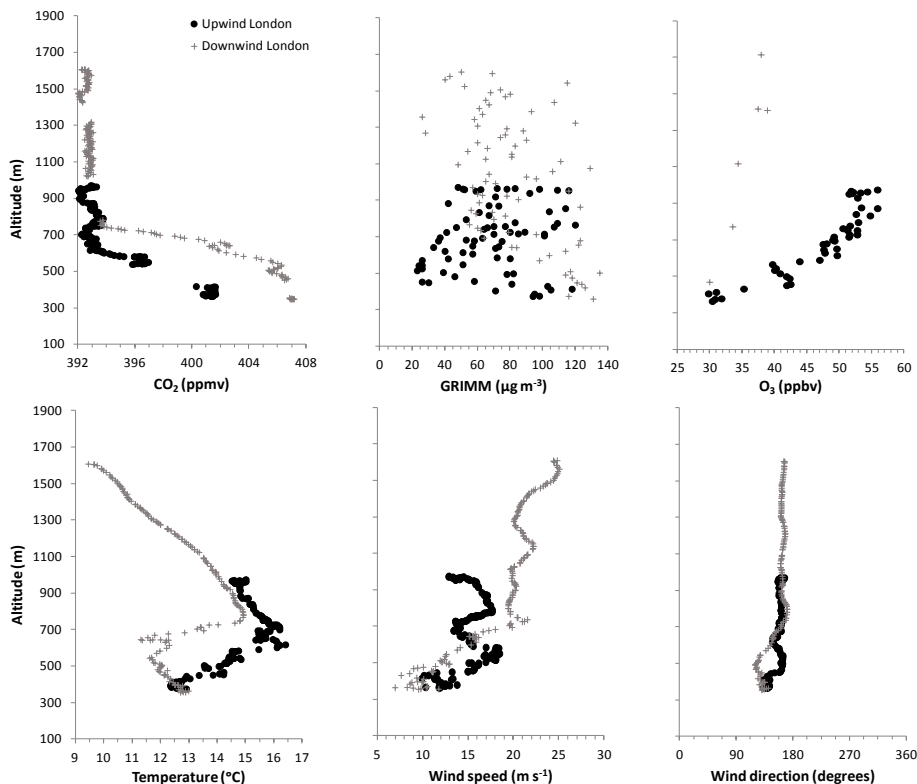 ● Upwind London
+ Downwind London
1900
1700
1500
1300
1100
900
700
500
300
100
Altitude (m)
392 396 400 404 408
CO₂ (ppmv)
0 20 40 60 80 100 120 140
GRIMM (µg m⁻³)
25 30 35 40 45 50 55 60
O₃ (ppbv)
1900
1700
1500
1300
1100
900
700
500
300
100
Altitude (m)
9 10 11 12 13 14 15 16 17
Temperature (°C)
5 10 15 20 25 30
Wind speed (m s⁻¹)
0 90 180 270 360
Wind direction (degrees)